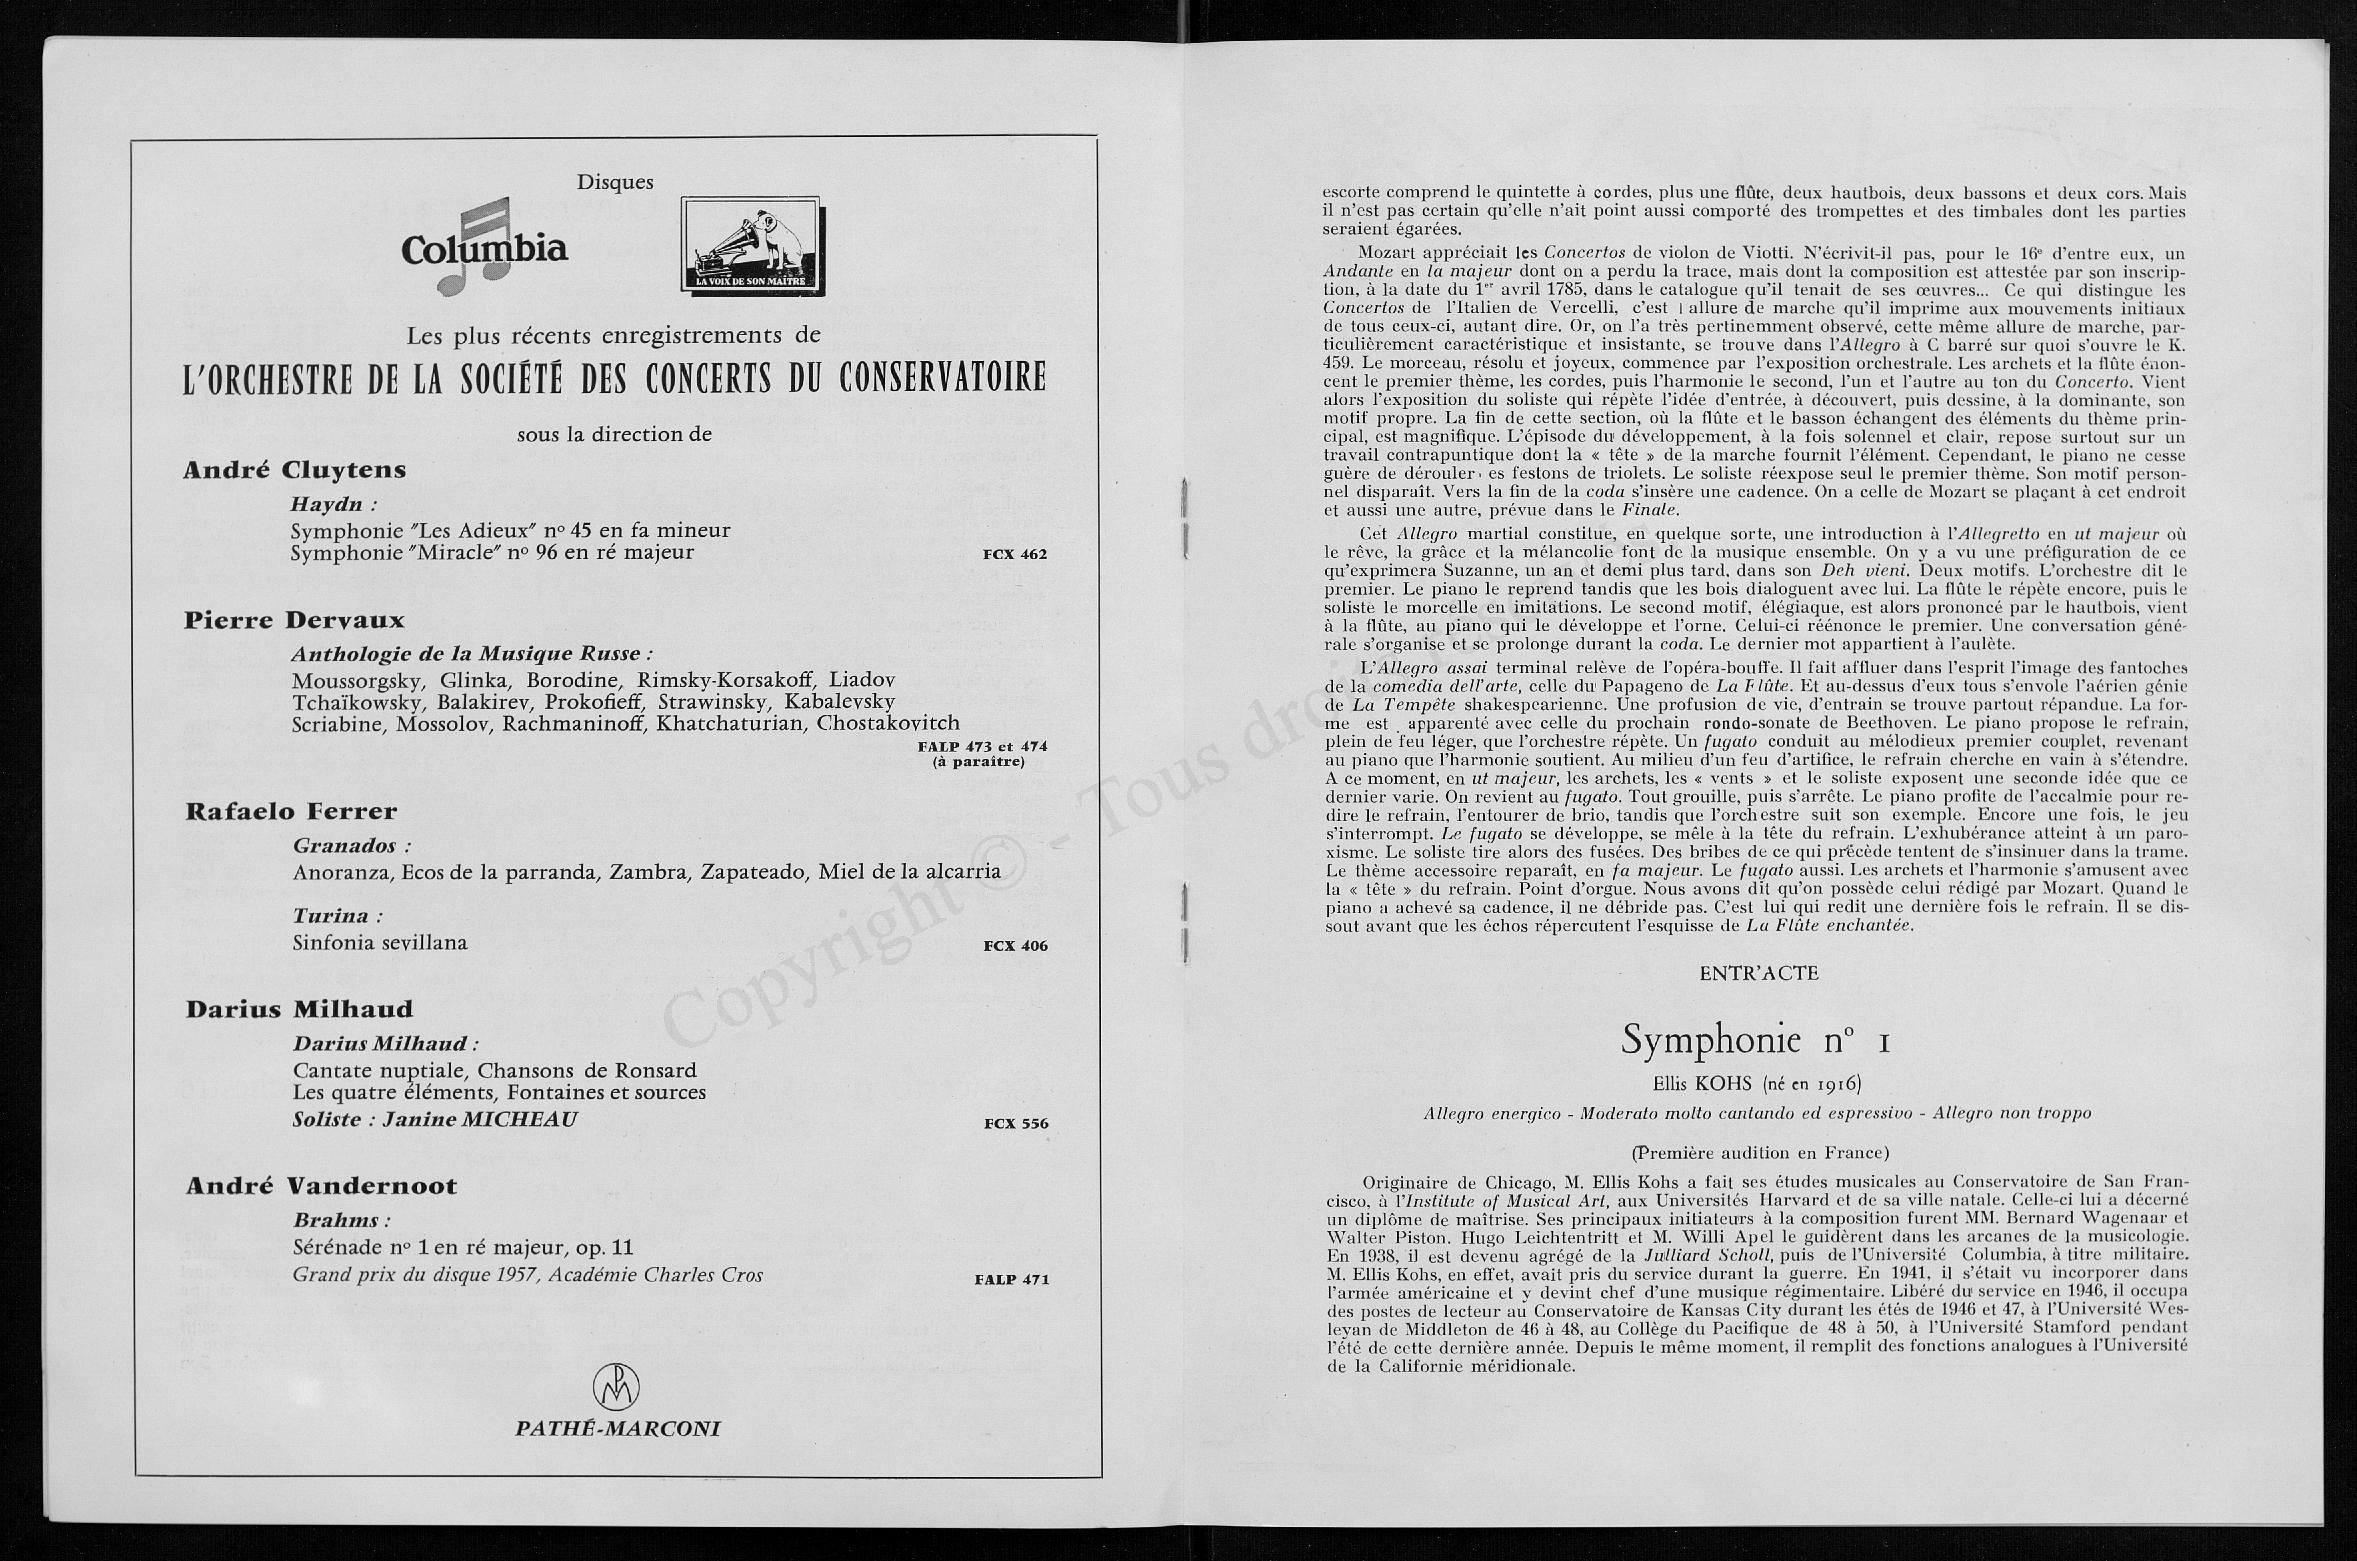 Disques
Columbia
LA VOIX DE SON MAÎTRE
Les plus récents enregistrements de
L'ORCHESTRE DE LA SOCIÉTÉ DES CONCERTS DU CONSERVATOIRE
sous la direction de
André Cluytens
Haydn :
Symphonie "Les Adieux" nº 45 en fa mineur
Symphonie "Miracle" nº 96 en ré majeur FCX 462
Pierre Dervaux
Anthologie de la Musique Russe :
Moussorgsky, Glinka, Borodine, Rimsky-Korsakoff, Liadov
Tchaïkowsky, Balakirev, Prokofieff, Strawinsky, Kabalevsky
Scriabine, Mossolov, Rachmaninoff, Khatchaturian, Chostakovitch
FALP 473 et 474
(à paraître)
Rafaelo Ferrer
Granados :
Anoranza, Ecos de la parranda, Zambra, Zapateado, Miel de la alcarria
Turina :
Sinfonia sevillana FCX 406
Darius Milhaud
Darius Milhaud :
Cantate nuptiale, Chansons de Ronsard
Les quatre éléments, Fontaines et sources
Soliste : Janine MICHEAU FCX 556
André Vandernoot
Brahms :
Sérénade nº 1 en ré majeur, op. 11
Grand prix du disque 1957, Académie Charles Cros FALP 471
PATHÉ-MARCONI
escorte comprend le quintette à cordes, plus une flûte, deux hautbois, deux bassons et deux cors. Mais
il n'est pas certain qu'elle n'ait point aussi comporté des trompettes et des timbales dont les parties
seraient égarées.
Mozart appréciait les Concertos de violon de Viotti. N'écrivit-il pas, pour le 16e d'entre eux, un
Andante en la majeur dont on a perdu la trace, mais dont la composition est attestée par son inscrip-
tion, à la date du 1er avril 1785, dans le catalogue qu'il tenait de ses œuvres... Ce qui distingue les
Concertos de l'Italien de Vercelli, c'est l allure de marche qu'il imprime aux mouvements initiaux
de tous ceux-ci, autant dire. Or, on l'a très pertinemment observé, cette même allure de marche, par-
ticulièrement caractéristique et insistante, se trouve dans l'Allegro à C barré sur quoi s'ouvre le K.
459. Le morceau, résolu et joyeux, commence par l'exposition orchestrale. Les archets et la flûte énon-
cent le premier thème, les cordes, puis l'harmonie le second, l'un et l'autre au ton du Concerto. Vient
alors l'exposition du soliste qui répète l'idée d'entrée, à découvert, puis dessine, à la dominante, son
motif propre. La fin de cette section, où la flûte et le basson échangent des éléments du thème prin-
cipal, est magnifique. L'épisode du développement, à la fois solennel et clair, repose surtout sur un
travail contrapuntique dont la « tête » de la marche fournit l'élément. Cependant, le piano ne cesse
guère de dérouler es festons de triolets. Le soliste réexpose seul le premier thème. Son motif person-
nel disparaît. Vers la fin de la coda s'insère une cadence. On a celle de Mozart se plaçant à cet endroit
et aussi une autre, prévue dans le Finale.
Cet Allegro martial constitue, en quelque sorte, une introduction à l'Allegretto en ut majeur où
le rêve, la grâce et la mélancolie font de la musique ensemble. On y a vu une préfiguration de ce
qu'exprimera Suzanne, un an et demi plus tard, dans son Deh vieni. Deux motifs. L'orchestre dit le
premier. Le piano le reprend tandis que les bois dialoguent avec lui. La flûte le répète encore, puis le
soliste le morcelle en imitations. Le second motif, élégiaque, est alors prononcé par le hautbois, vient
à la flûte, au piano qui le développe et l'orne. Celui-ci réénonce le premier. Une conversation géné-
rale s'organise et se prolonge durant la coda. Le dernier mot appartient à l'aulète.
L'Allegro assai terminal relève de l'opéra-bouffe. Il fait affluer dans l'esprit l'image des fantoches
de la comedia dell'arte, celle du Papageno de La Flûte. Et au-dessus d'eux tous s'envole l'aérien génie
de La Tempête shakespearienne. Une profusion de vie, d'entrain se trouve partout répandue. La for-
me est apparenté avec celle du prochain rondo-sonate de Beethoven. Le piano propose le refrain,
plein de feu léger, que l'orchestre répète. Un fugato conduit au mélodieux premier couplet, revenant
au piano que l'harmonie soutient. Au milieu d'un feu d'artifice, le refrain cherche en vain à s'étendre.
A ce moment, en ut majeur, les archets, les « vents » et le soliste exposent une seconde idée que ce
dernier varie. On revient au fugato. Tout grouille, puis s'arrête. Le piano profite de l'accalmie pour re-
dire le refrain, l'entourer de brio, tandis que l'orchestre suit son exemple. Encore une fois, le jeu
s'interrompt. Le fugato se développe, se mêle à la tête du refrain. L'exhubérance atteint à un paro-
xisme. Le soliste tire alors des fusées. Des bribes de ce qui précède tentent de s'insinuer dans la trame.
Le thème accessoire reparaît, en fa majeur. Le fugato aussi. Les archets et l'harmonie s'amusent avec
la « tête » du refrain. Point d'orgue. Nous avons dit qu'on possède celui rédigé par Mozart. Quand le
piano a achevé sa cadence, il ne débride pas. C'est lui qui redit une dernière fois le refrain. Il se dis-
sout avant que les échos répercutent l'esquisse de La Flûte enchantée.
ENTR'ACTE
Symphonie nº 1
Ellis KOHS (né en 1916)
Allegro energico - Moderato molto cantando ed espressivo - Allegro non troppo
(Première audition en France)
Originaire de Chicago, M. Ellis Kohs a fait ses études musicales au Conservatoire de San Fran-
cisco, à l'Institute of Musical Art, aux Universités Harvard et de sa ville natale. Celle-ci lui a décerné
un diplôme de maîtrise. Ses principaux initiateurs à la composition furent MM. Bernard Wagenaar et
Walter Piston. Hugo Leichtentritt et M. Willi Apel le guidèrent dans les arcanes de la musicologie.
En 1938, il est devenu agrégé de la Julliard Scholl, puis de l'Université Columbia, à titre militaire.
M. Ellis Kohs, en effet, avait pris du service durant la guerre. En 1941, il s'était vu incorporer dans
l'armée américaine et y devint chef d'une musique régimentaire. Libéré du service en 1946, il occupa
des postes de lecteur au Conservatoire de Kansas City durant les étés de 1946 et 47, à l'Université Wes-
leyan de Middleton de 46 à 48, au Collège du Pacifique de 48 à 50, à l'Université Stamford pendant
l'été de cette dernière année. Depuis le même moment, il remplit des fonctions analogues à l'Université
de la Californie méridionale.